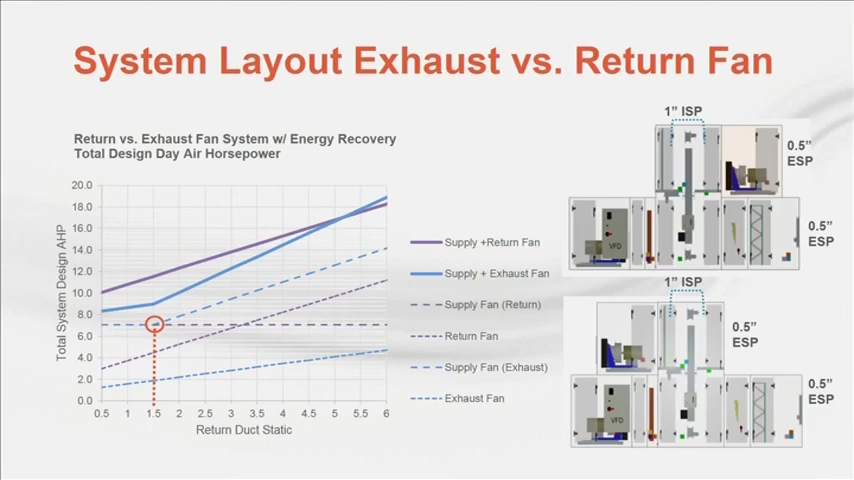 System Layout Exhaust vs. Return Fan
Return vs. Exhaust Fan System w/ Energy Recovery
Total Design Day Air Horsepower
Total System Design AHP
20.0
18.0
16.0
14.0
12.0
10.0
8.0
6.0
4.0
2.0
0.0
0.5 1 1.5 2 2.5 3 3.5 4 4.5 5 5.5 6
Return Duct Static
Supply +Return Fan
Supply + Exhaust Fan
Supply Fan (Return)
Return Fan
Supply Fan (Exhaust)
Exhaust Fan
1” ISP
0.5”
ESP
0.5”
ESP
VFD
1” ISP
0.5”
ESP
0.5”
ESP
VFD